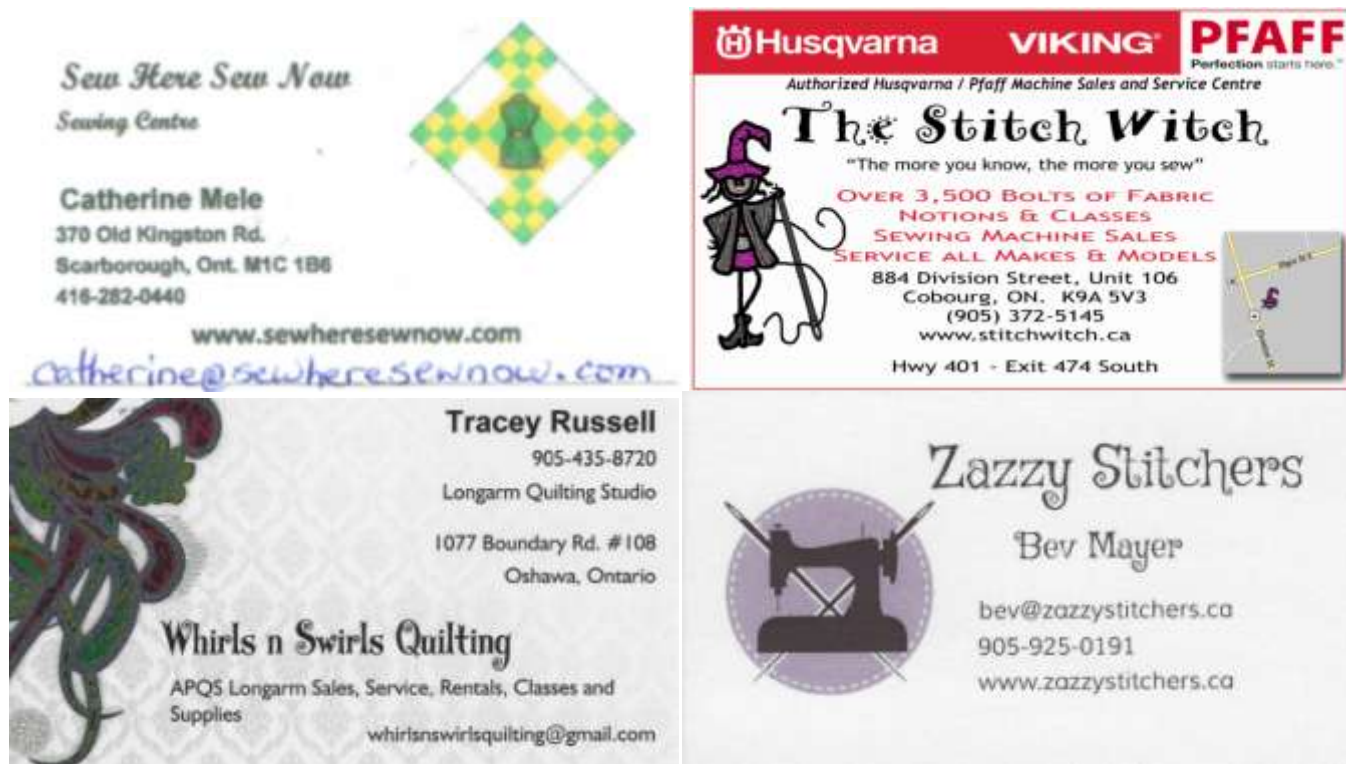 Sew Here Sew Now
Sewing Centre
Catherine Mele
370 Old Kingston Rd.
Scarborough, Ont. M1C 1B6
416-282-0440
www.sewheresewnow.com
catherine@sewheresewnow.com
Husqvarna VIKING® PFAFF
Perfection starts here.™
Authorized Husqvarna / Pfaff Machine Sales and Service Centre
The Stitch Witch
"The more you know, the more you sew"
OVER 3,500 BOLTS OF FABRIC
NOTIONS & CLASSES
SEWING MACHINE SALES
SERVICE ALL MAKES & MODELS
884 Division Street, Unit 106
Cobourg, ON. K9A 5V3
(905) 372-5145
www.stitchwitch.ca
Hwy 401 - Exit 474 South
Tracey Russell
905-435-8720
Longarm Quilting Studio
1077 Boundary Rd. #108
Oshawa, Ontario
Whirls n Swirls Quilting
APQS Longarm Sales, Service, Rentals, Classes and
Supplies
whirlsnswirlsquilting@gmail.com
Zazzy Stitchers
Bev Mayer
bev@zazzystitchers.ca
905-925-0191
www.zazzystitchers.ca